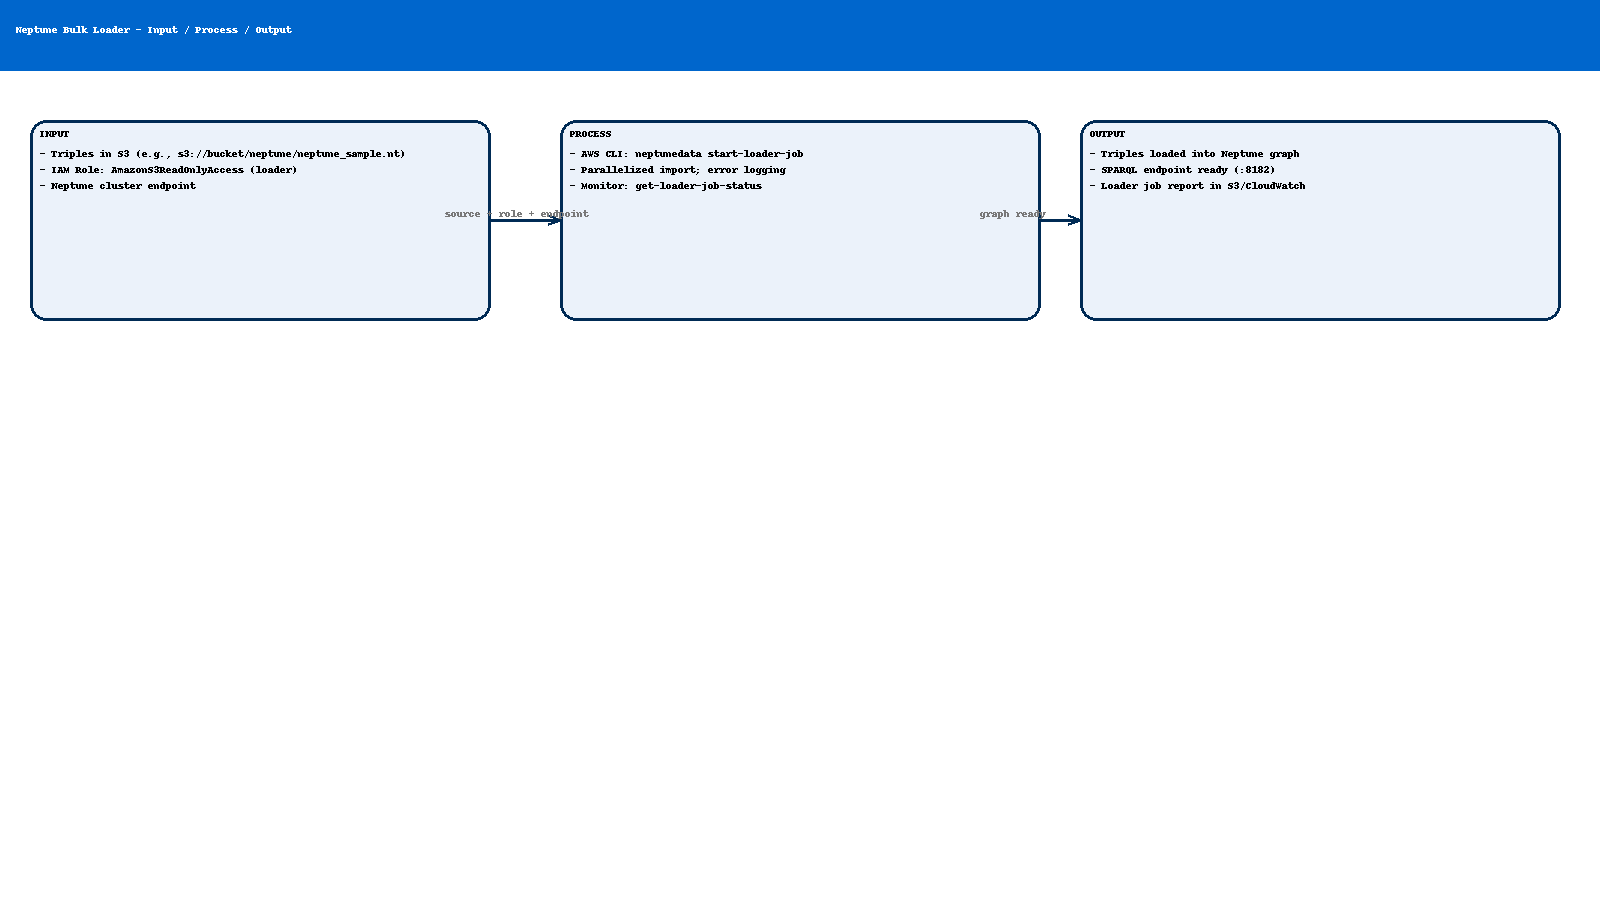 Neptune Bulk Loader - Input / Process / Output
INPUT
- Triples in S3 (e.g., s3://bucket/neptune/neptune_sample.nt)
- IAM Role: AmazonS3ReadOnlyAccess (loader)
- Neptune cluster endpoint
source + role + endpoint
PROCESS
- AWS CLI: neptunedata start-loader-job
- Parallelized import; error logging
- Monitor: get-loader-job-status
graph ready
OUTPUT
- Triples loaded into Neptune graph
- SPARQL endpoint ready (:8182)
- Loader job report in S3/CloudWatch